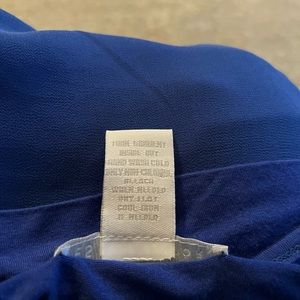 TURN GARMENT
INSIDE OUT
HAND WASH COLD
ONLY NON-CHLORINE
BLEACH
WHEN NEEDED
DRY FLAT
COOL IRON
IF NEEDED